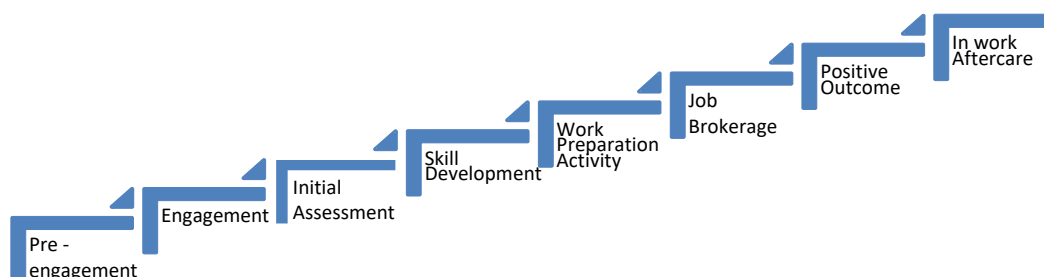 Pre -
engagement
Engagement
Initial
Assessment
Skill
Development
Work
Preparation
Activity
Job
Brokerage
Positive
Outcome
In work
Aftercare